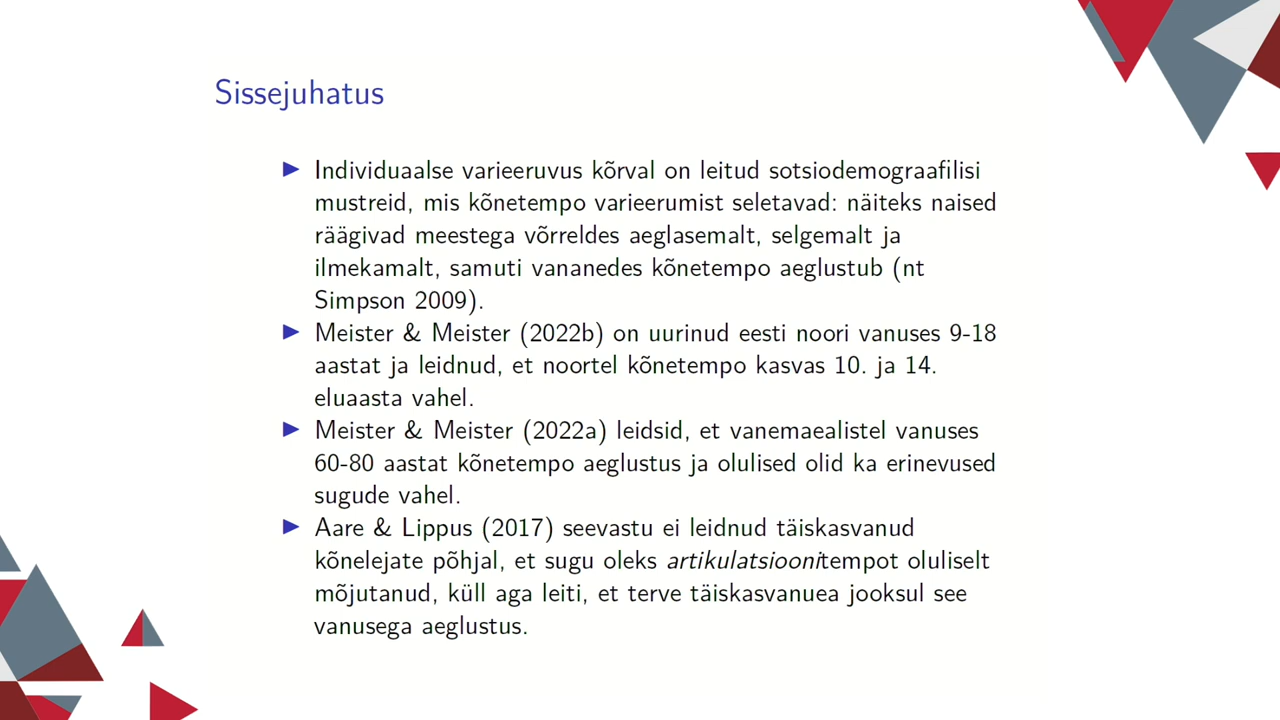 Sissejuhatus
▶ Individuaalse varieeruvus kõrval on leitud sotsiodemograafilisi
mustreid, mis kõnetempo varieerumist seletavad: näiteks naised
räägivad meestega võrreldes aeglasemalt, selgemalt ja
ilmekamalt, samuti vananedes kõnetempo aeglustub (nt
Simpson 2009).
▶ Meister & Meister (2022b) on uurinud eesti noori vanuses 9-18
aastat ja leidnud, et noortel kõnetempo kasvas 10. ja 14.
eluaasta vahel.
▶ Meister & Meister (2022a) leidsid, et vanemaealistel vanuses
60-80 aastat kõnetempo aeglustus ja olulised olid ka erinevused
sugude vahel.
▶ Aare & Lippus (2017) seevastu ei leidnud täiskasvanud
kõnelejate põhjal, et sugu oleks artikulatsioonitempot oluliselt
mõjutanud, küll aga leiti, et terve täiskasvanuea jooksul see
vanusega aeglustus.